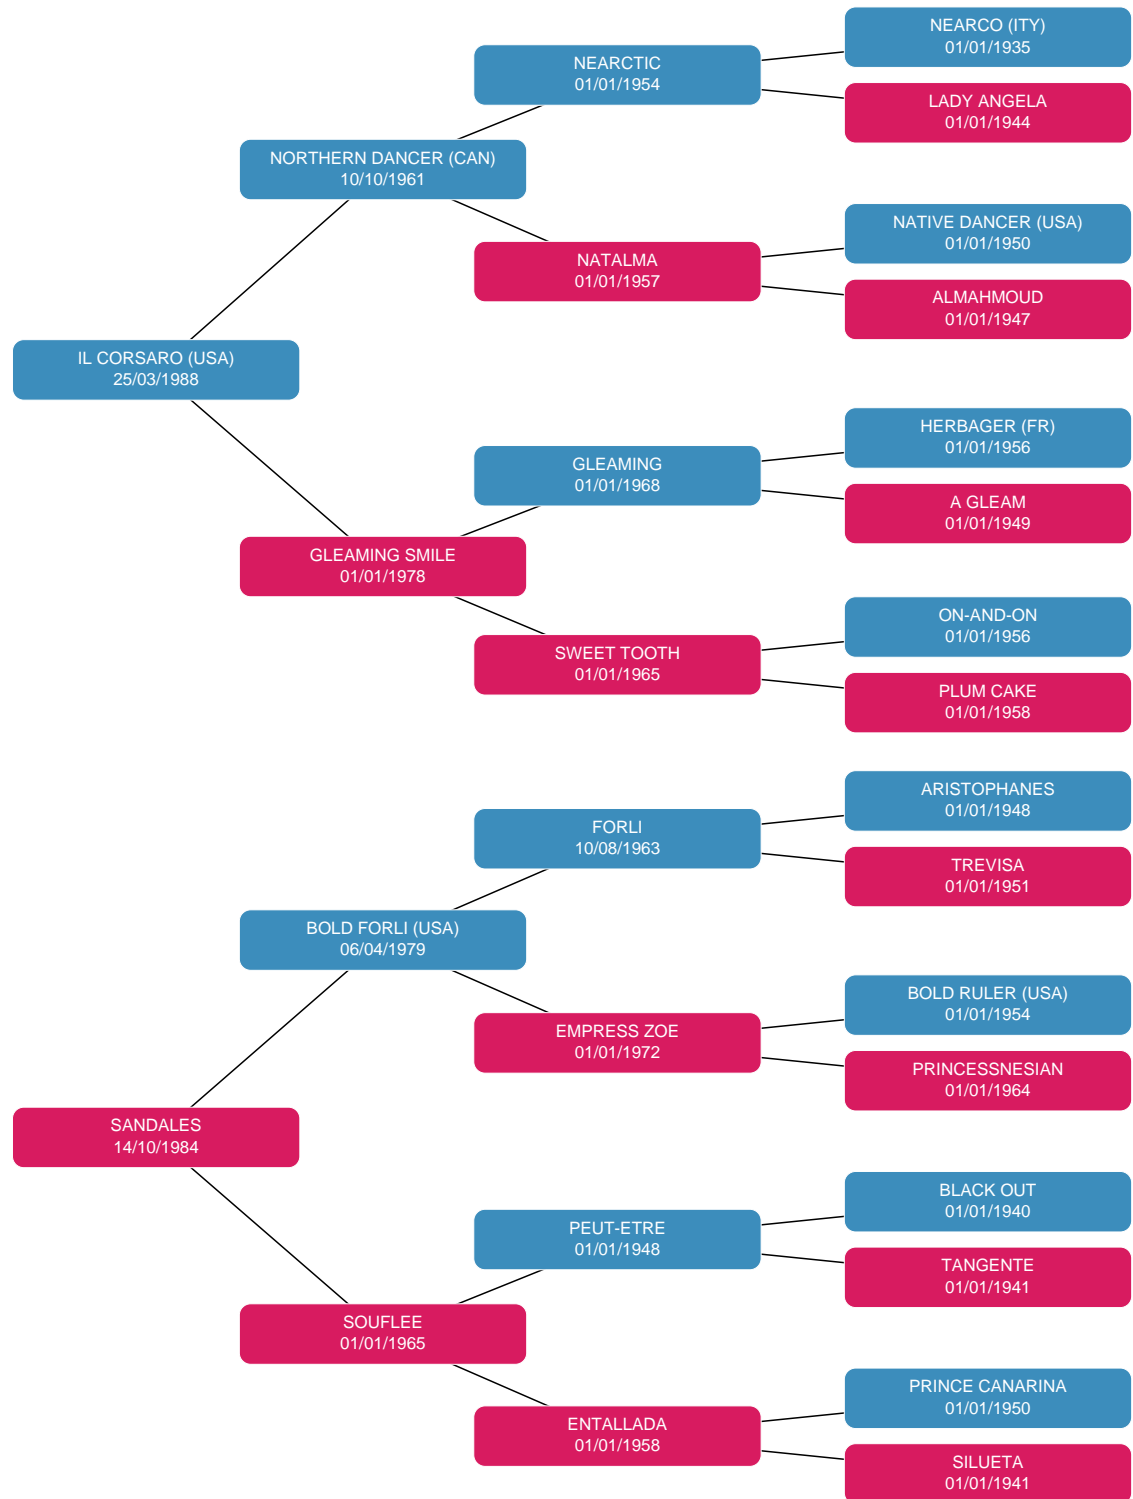 NEARCO (ITY)
01/01/1935
NEARCTIC
01/01/1954
LADY ANGELA
01/01/1944
NORTHERN DANCER (CAN)
10/10/1961
NATIVE DANCER (USA)
01/01/1950
NATALMA
01/01/1957
ALMAHMOUD
01/01/1947
IL CORSARO (USA)
25/03/1988
HERBAGER (FR)
01/01/1956
GLEAMING
01/01/1968
A GLEAM
01/01/1949
GLEAMING SMILE
01/01/1978
ON-AND-ON
01/01/1956
SWEET TOOTH
01/01/1965
PLUM CAKE
01/01/1958
ARISTOPHANES
01/01/1948
FORLI
10/08/1963
TREVISA
01/01/1951
BOLD FORLI (USA)
06/04/1979
BOLD RULER (USA)
01/01/1954
EMPRESS ZOE
01/01/1972
PRINCESSNESIAN
01/01/1964
SANDALES
14/10/1984
BLACK OUT
01/01/1940
PEUT-ETRE
01/01/1948
TANGENTE
01/01/1941
SOUFLEE
01/01/1965
PRINCE CANARINA
01/01/1950
ENTALLADA
01/01/1958
SILUETA
01/01/1941